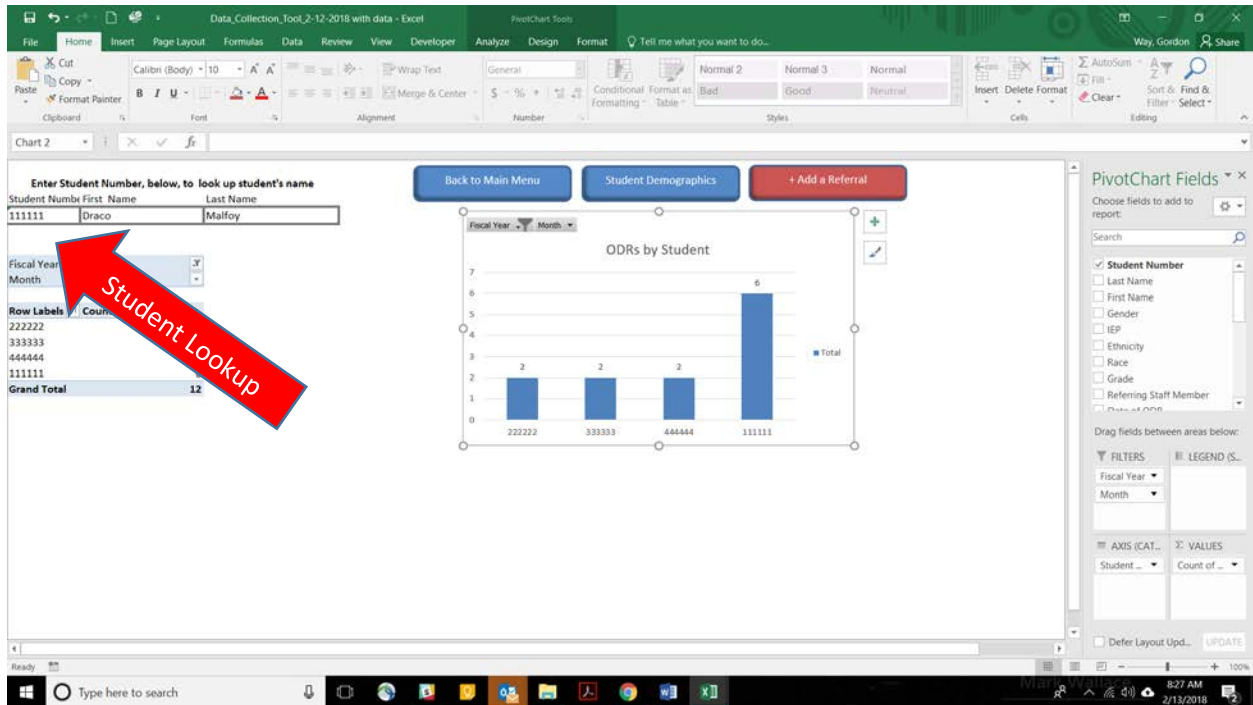 Data_Collection_Tool_2-12-2018 with data - Excel
PivotChart Tools
File Home Insert Page Layout Formulas Data Review View Developer Analyze Design Format Tell me what you want to do...
Way, Gordon Share
Paste
Cut
Copy
Format Painter
Clipboard
Calibri (Body) 10 A A
B I U A
Font
Wrap Text
Merge & Center
Alignment
General
$ %
Number
Conditional Formatting
Format as Table
Normal 2 Normal 3 Normal
Bad Good Neutral
Styles
Insert Delete Format
Cells
AutoSum
Fill
Clear
Sort & Filter
Find & Select
Editing
Chart 2 fx
Enter Student Number, below, to look up student's name
Student Numbe First Name Last Name
111111 Draco Malfoy
Fiscal Year
Month
Row Labels Coun
222222
333333
444444
111111
Grand Total 12
Student Lookup
Back to Main Menu
Student Demographics
+ Add a Referral
Fiscal Year Month
ODRs by Student
7
6
5
4
3
2
1
0
2 2 2 6
222222 333333 444444 111111
Total
PivotChart Fields
Choose fields to add to report:
Search
Student Number
Last Name
First Name
Gender
IEP
Ethnicity
Race
Grade
Referring Staff Member
Date of ODR
Drag fields between areas below:
FILTERS LEGEND (S...
Fiscal Year
Month
AXIS (CAT... VALUES
Student ... Count of ...
Defer Layout Upd... UPDATE
Ready
100%
Type here to search
Mark Wallace
8:27 AM
2/13/2018
2